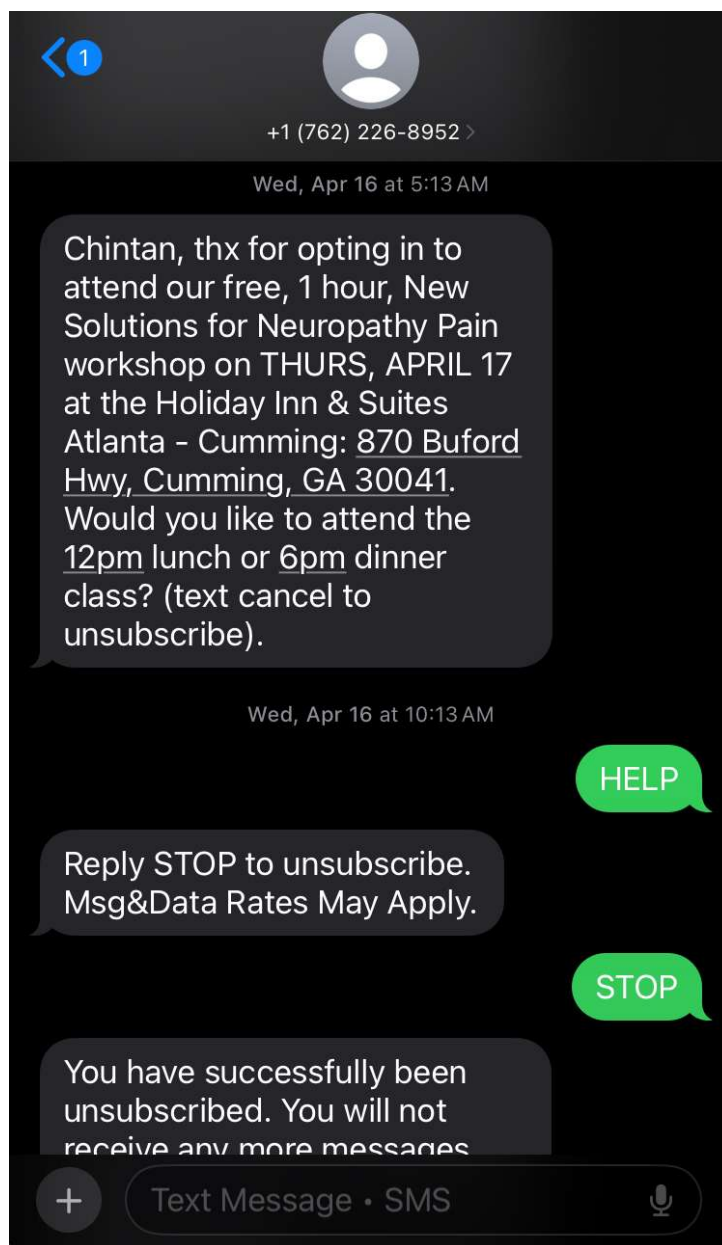 1
+1 (762) 226-8952 >
Wed, Apr 16 at 5:13 AM
Chintan, thx for opting in to
attend our free, 1 hour, New
Solutions for Neuropathy Pain
workshop on THURS, APRIL 17
at the Holiday Inn & Suites
Atlanta - Cumming: 870 Buford
Hwy, Cumming, GA 30041.
Would you like to attend the
12pm lunch or 6pm dinner
class? (text cancel to
unsubscribe).
Wed, Apr 16 at 10:13 AM
HELP
Reply STOP to unsubscribe.
Msg&Data Rates May Apply.
STOP
You have successfully been
unsubscribed. You will not
receive any more messages
Text Message • SMS